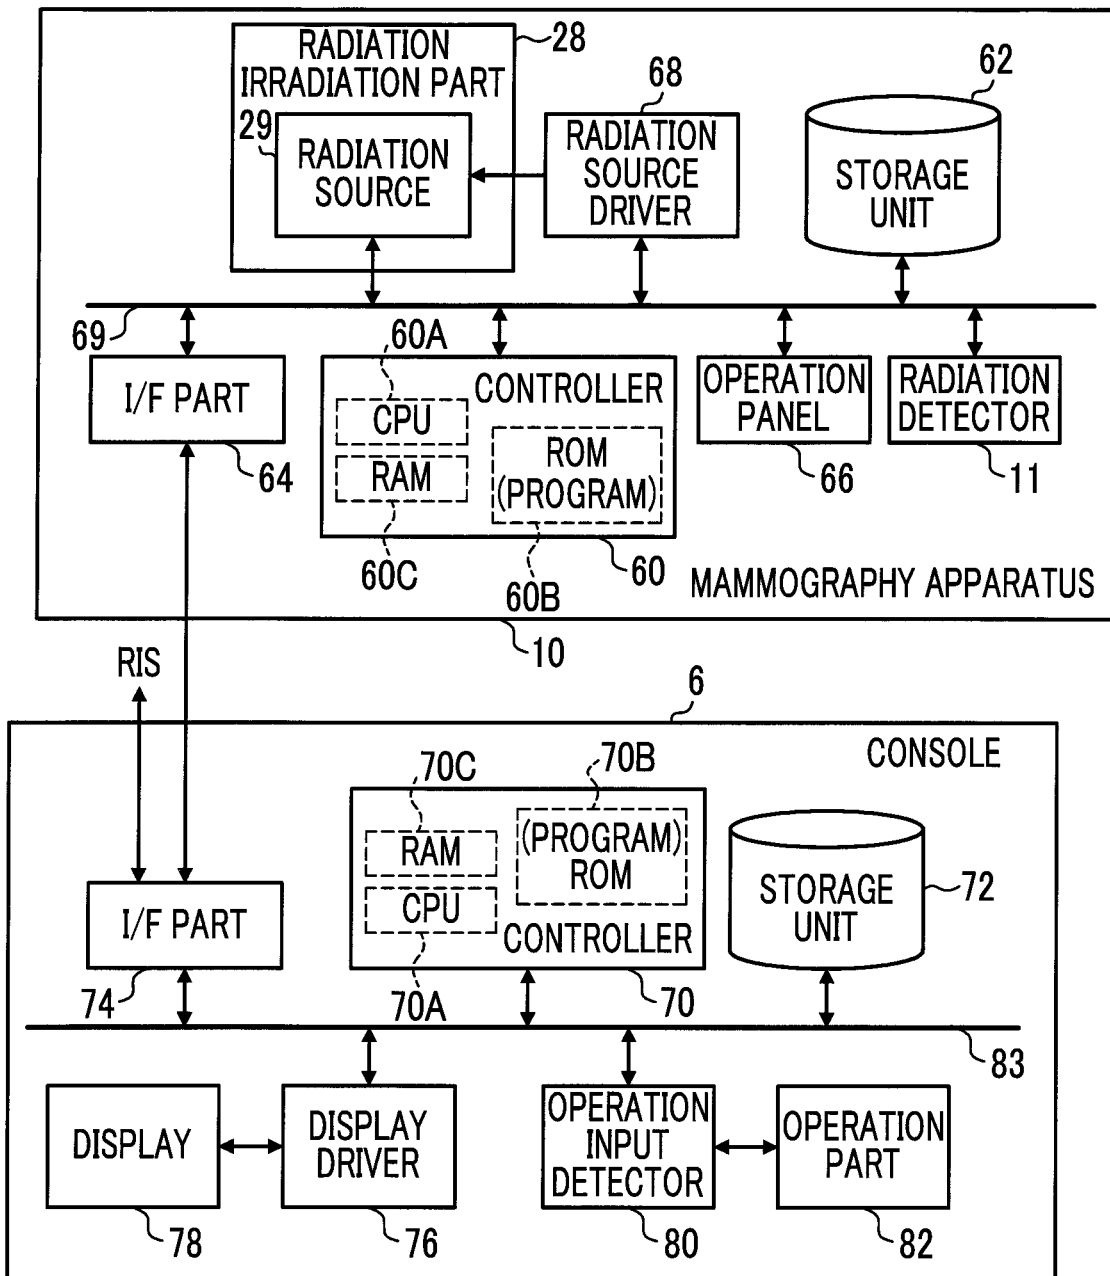 RADIATION
IRRADIATION PART
28
29
RADIATION
SOURCE
68
RADIATION
SOURCE
DRIVER
62
STORAGE
UNIT
69
I/F PART
64
60A
CONTROLLER
CPU
RAM
ROM
(PROGRAM)
60C
60B
60
OPERATION
PANEL
66
RADIATION
DETECTOR
11
MAMMOGRAPHY APPARATUS
10
RIS
6
CONSOLE
70C
70B
RAM
(PROGRAM)
ROM
CPU
CONTROLLER
70A
70
STORAGE
UNIT
72
I/F PART
74
83
DISPLAY
78
DISPLAY
DRIVER
76
OPERATION
INPUT
DETECTOR
80
OPERATION
PART
82